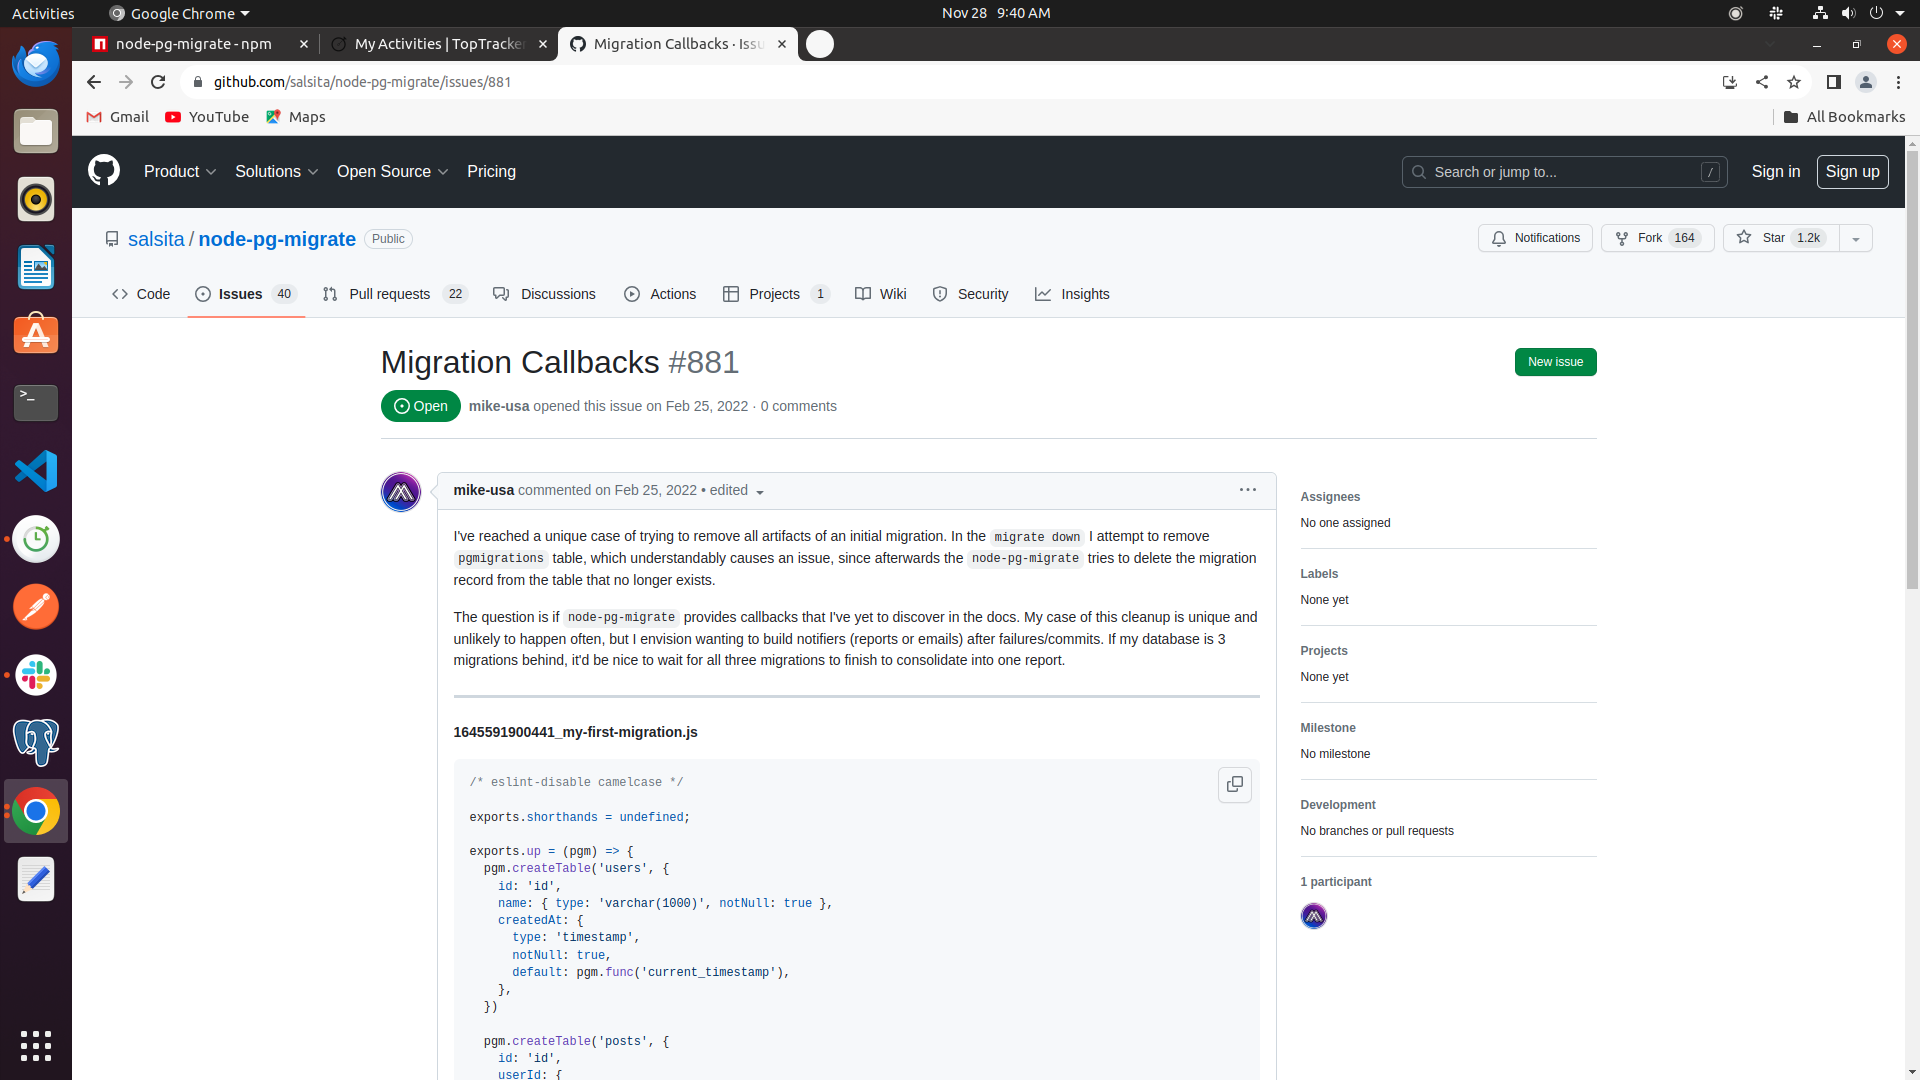 Activities
Google Chrome
Nov 28 9:40 AM
node-pg-migrate - npm
My Activities | TopTracker
Migration Callbacks · Issu
github.com/salsita/node-pg-migrate/issues/881
Gmail
YouTube
Maps
All Bookmarks
Product
Solutions
Open Source
Pricing
Search or jump to...
/
Sign in
Sign up
salsita / node-pg-migrate
Public
Notifications
Fork 164
Star 1.2k
Code
Issues 40
Pull requests 22
Discussions
Actions
Projects 1
Wiki
Security
Insights
Migration Callbacks #881
New issue
Open
mike-usa opened this issue on Feb 25, 2022 · 0 comments
mike-usa commented on Feb 25, 2022 • edited
I've reached a unique case of trying to remove all artifacts of an initial migration. In the migrate down I attempt to remove
pgmigrations table, which understandably causes an issue, since afterwards the node-pg-migrate tries to delete the migration
record from the table that no longer exists.
The question is if node-pg-migrate provides callbacks that I've yet to discover in the docs. My case of this cleanup is unique and
unlikely to happen often, but I envision wanting to build notifiers (reports or emails) after failures/commits. If my database is 3
migrations behind, it'd be nice to wait for all three migrations to finish to consolidate into one report.
1645591900441_my-first-migration.js
/* eslint-disable camelcase */
exports.shorthands = undefined;
exports.up = (pgm) => {
pgm.createTable('users', {
id: 'id',
name: { type: 'varchar(1000)', notNull: true },
createdAt: {
type: 'timestamp',
notNull: true,
default: pgm.func('current_timestamp'),
},
})
pgm.createTable('posts', {
id: 'id',
userId: {
Assignees
No one assigned
Labels
None yet
Projects
None yet
Milestone
No milestone
Development
No branches or pull requests
1 participant